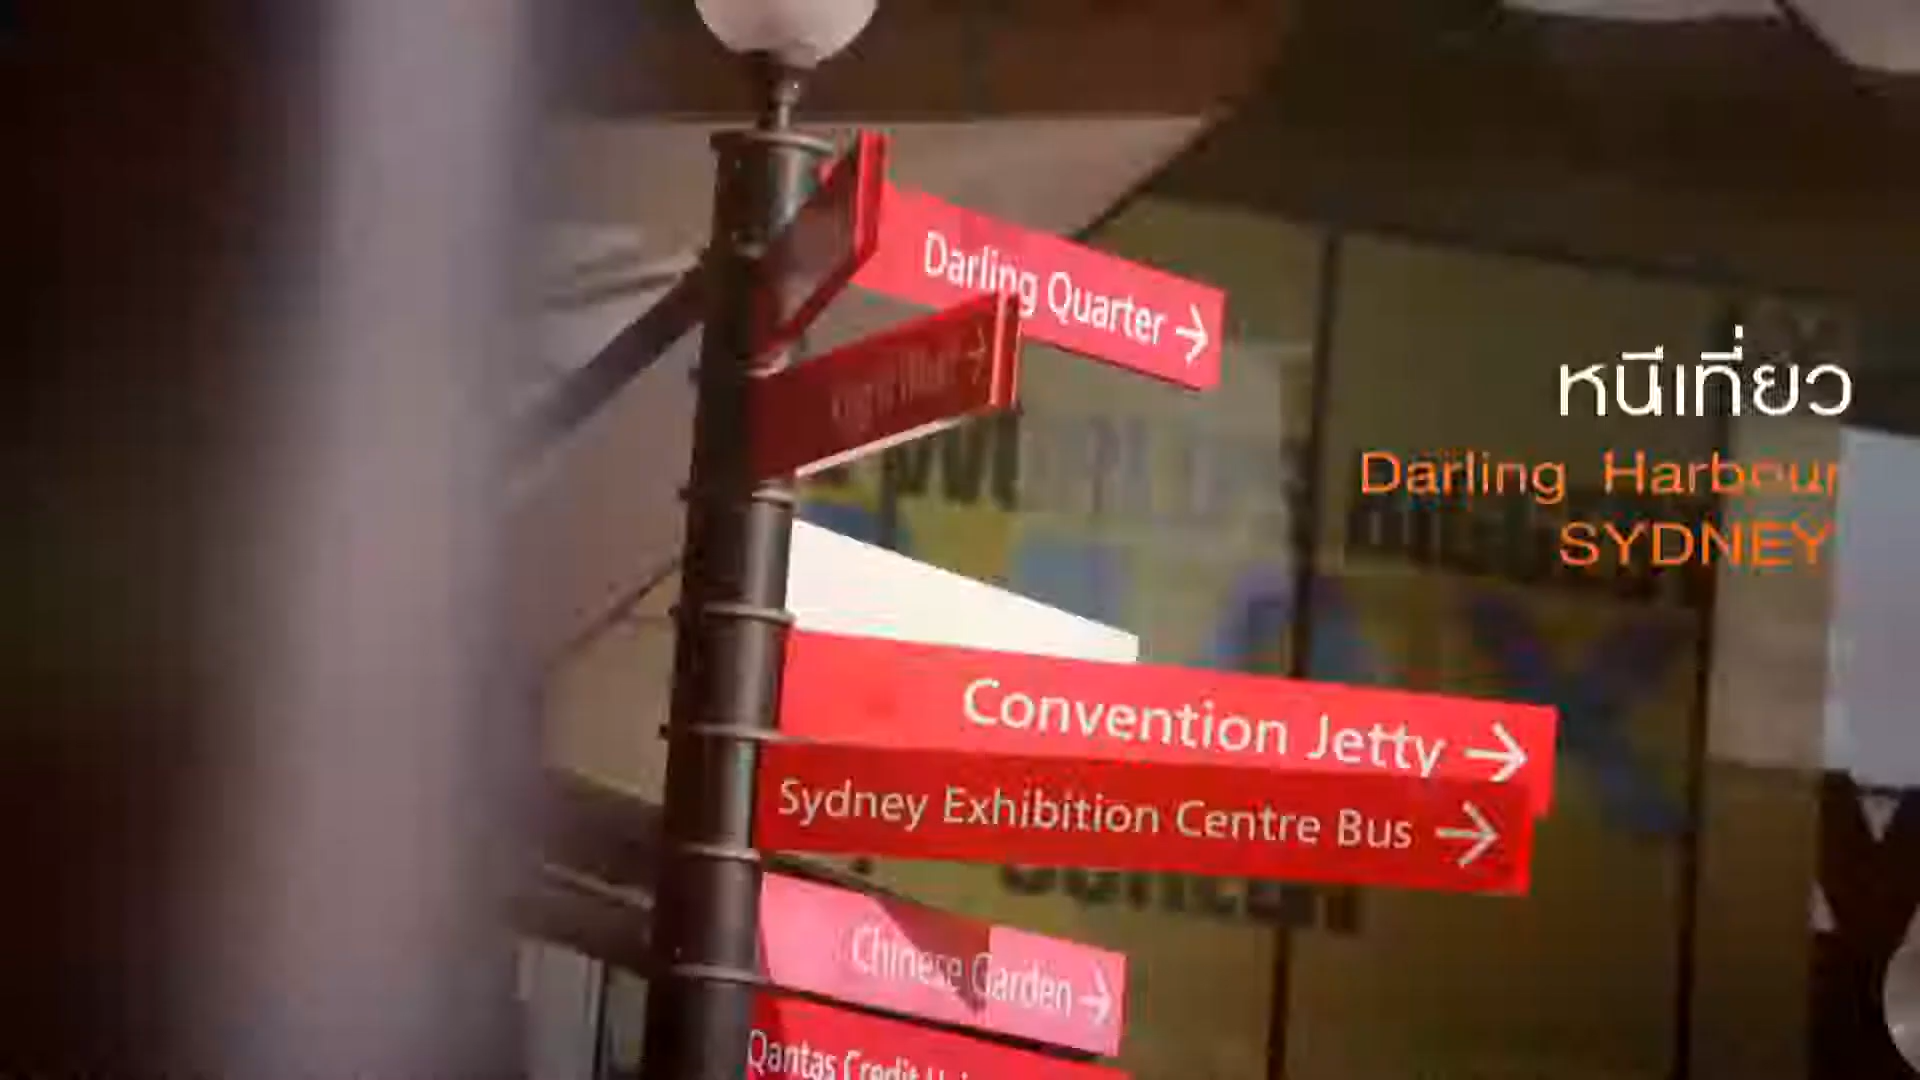 Darling Quarter →
หนีเที่ยว
Darling Harbour
SYDNEY
Convention Jetty →
Sydney Exhibition Centre Bus →
Chinese Garden →
Qantas Credit